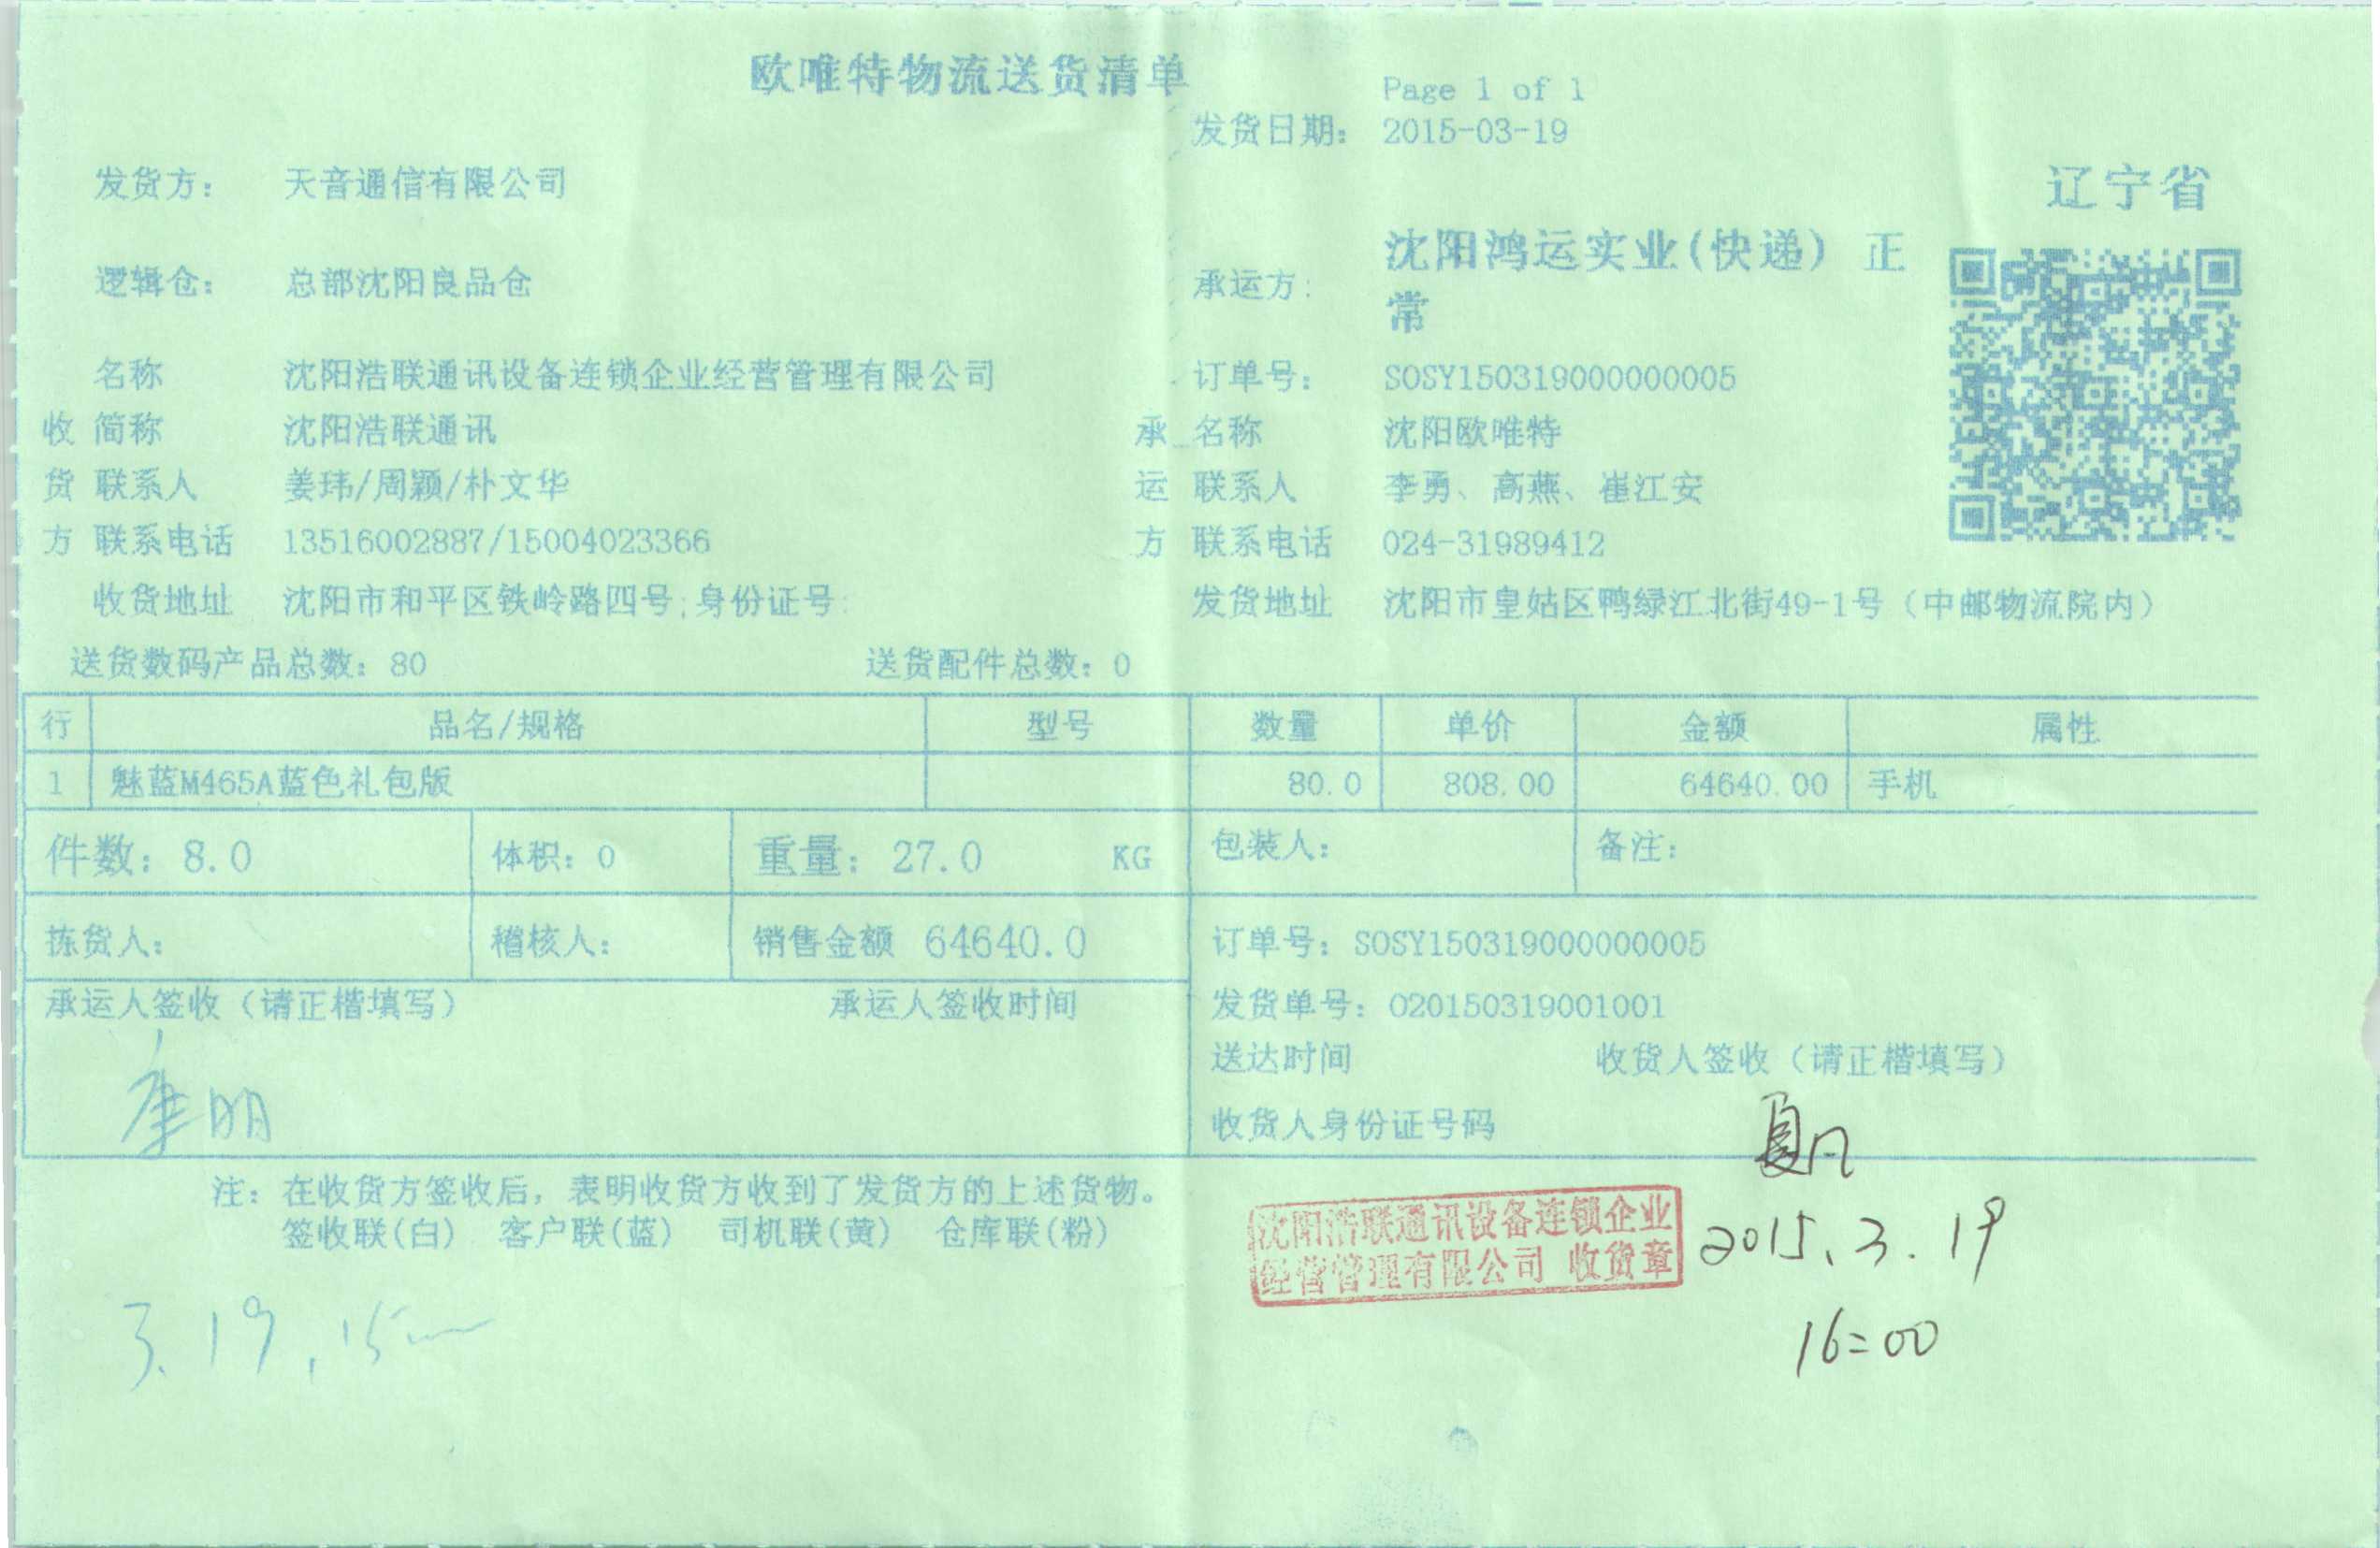 欧唯特物流送货清单
Page 1 of 1
发货日期： 2015-03-19
发货方： 天音通信有限公司
辽宁省
逻辑仓： 总部沈阳良品仓
承运方： 沈阳鸿运实业(快递) 正
常
名称 沈阳浩联通讯设备连锁企业经营管理有限公司 订单号： SOSY150319000000005
收 简称 沈阳浩联通讯 承 名称 沈阳欧唯特
货 联系人 姜玮/周颖/朴文华 运 联系人 李勇、高燕、崔江安
方 联系电话 13516002887/15004023366 方 联系电话 024-31989412
收货地址 沈阳市和平区铁岭路四号;身份证号: 发货地址 沈阳市皇姑区鸭绿江北街49-1号（中邮物流院内）
送货数码产品总数：80 送货配件总数：0
行 品名/规格 型号 数量 单价 金额 属性
1 魅蓝M465A蓝色礼包版 80.0 808.00 64640.00 手机
件数：8.0 体积：0 重量：27.0 KG 包装人： 备注：
拣货人： 稽核人： 销售金额 64640.0 订单号：SOSY150319000000005
承运人签收（请正楷填写） 承运人签收时间 发货单号：020150319001001
送达时间 收货人签收（请正楷填写）
收货人身份证号码
注：在收货方签收后，表明收货方收到了发货方的上述货物。
签收联(白) 客户联(蓝) 司机联(黄) 仓库联(粉)
沈阳浩联通讯设备连锁企业
经营管理有限公司 收货章
2015.3.19
16=00
3.19.15